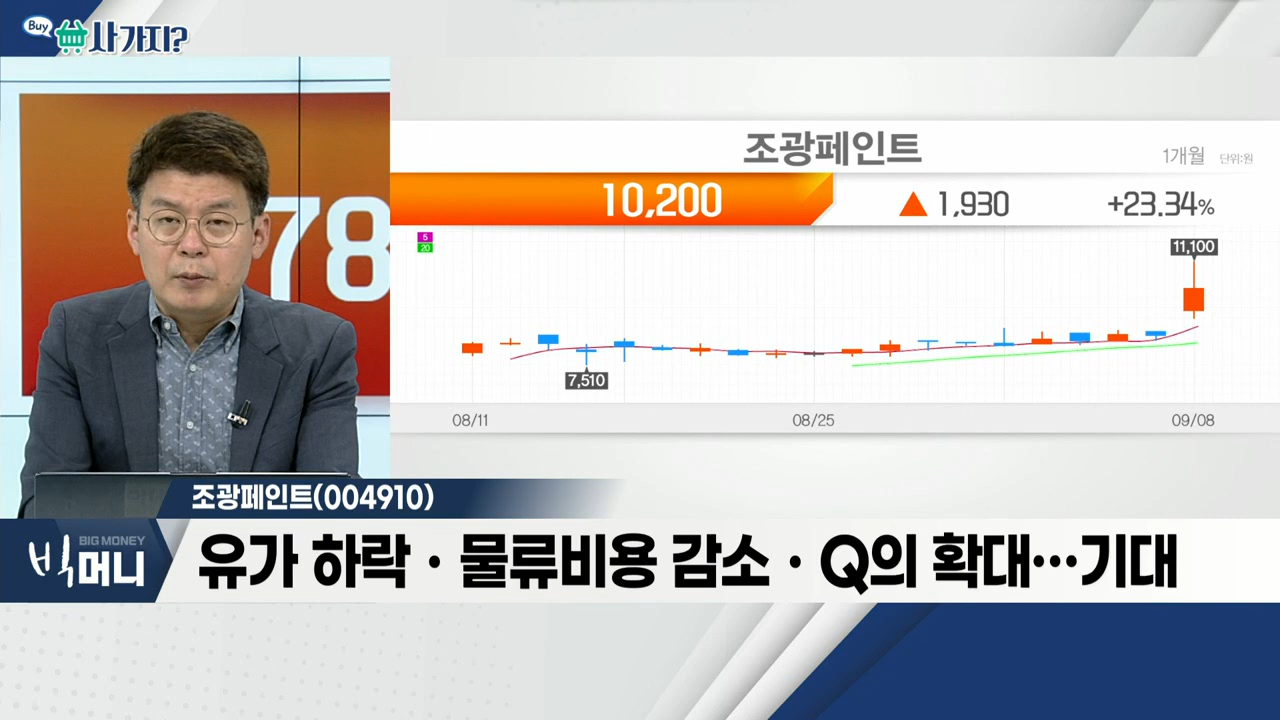 Buy
사가지?
78
조광페인트
1개월 단위:원
10,200 ▲ 1,930 +23.34%
5
20
11,100
7,510
08/11 08/25 09/08
조광페인트(004910)
BIG MONEY
빅머니
유가 하락·물류비용 감소·Q의 확대…기대